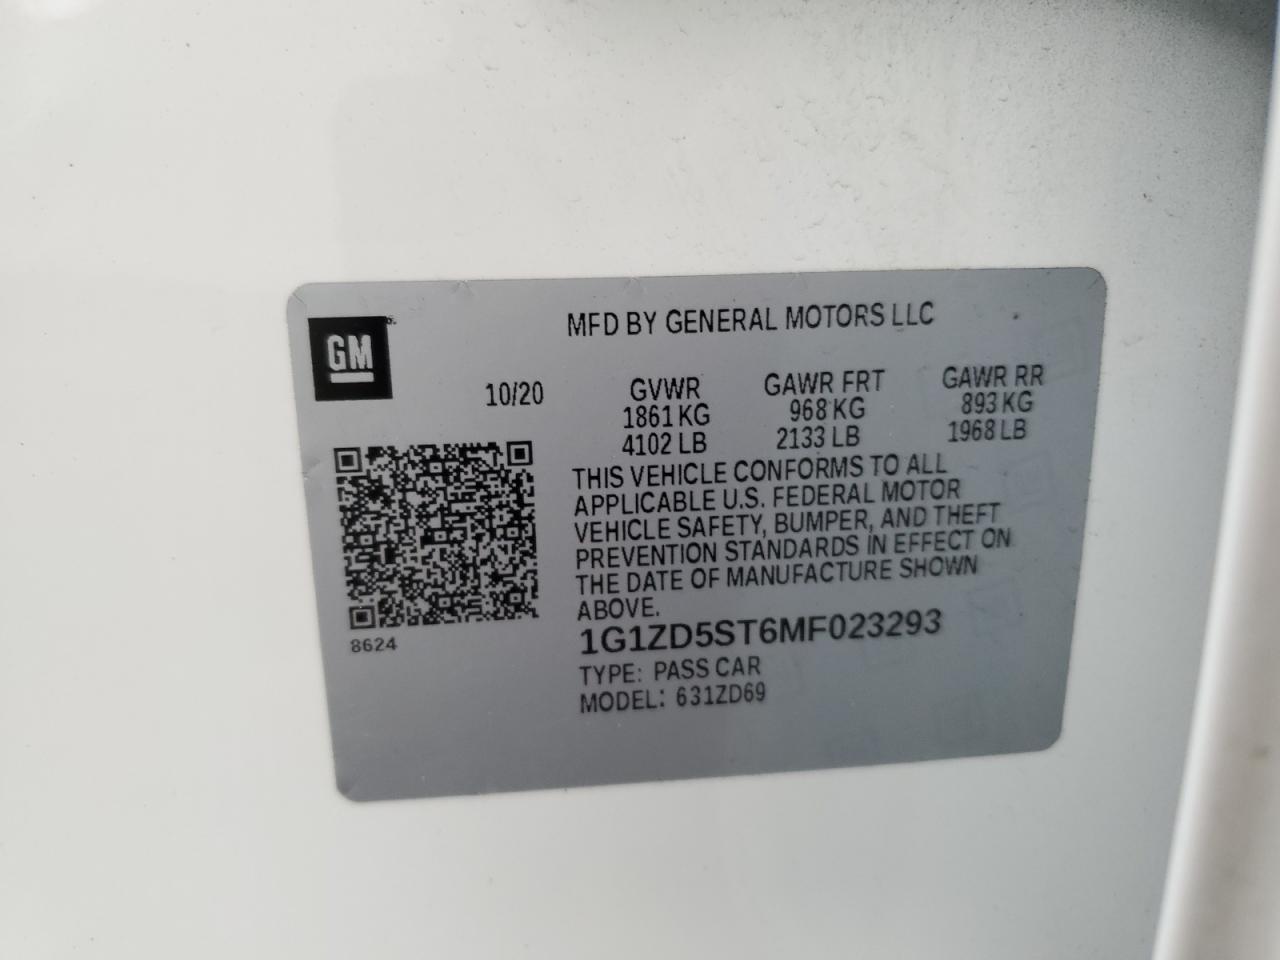 GM
MFD BY GENERAL MOTORS LLC
10/20 GVWR GAWR FRT GAWR RR
1861 KG 968 KG 893 KG
4102 LB 2133 LB 1968 LB
THIS VEHICLE CONFORMS TO ALL
APPLICABLE U.S. FEDERAL MOTOR
VEHICLE SAFETY, BUMPER, AND THEFT
PREVENTION STANDARDS IN EFFECT ON
THE DATE OF MANUFACTURE SHOWN
ABOVE.
8624
1G1ZD5ST6MF023293
TYPE: PASS CAR
MODEL: 631ZD69